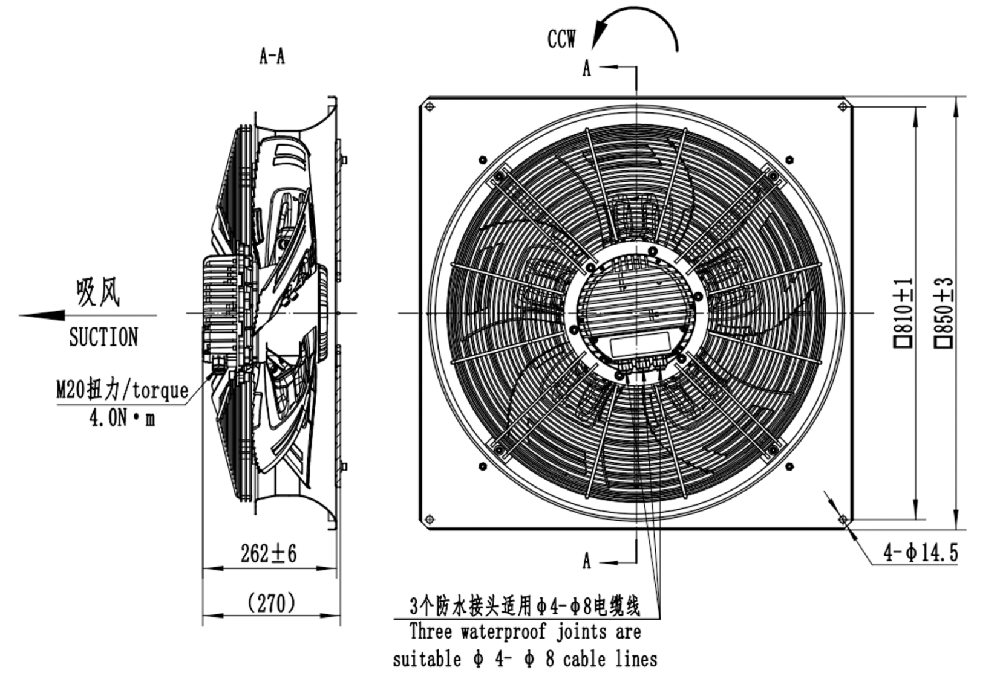 CCW
A-A
A
吸风
SUCTION
M20扭力/torque
4.0N·m
□810±1
□850±3
262±6
(270)
A
4-ϕ14.5
3个防水接头适用ϕ4-ϕ8电缆线
Three waterproof joints are
suitable ϕ 4- ϕ 8 cable lines